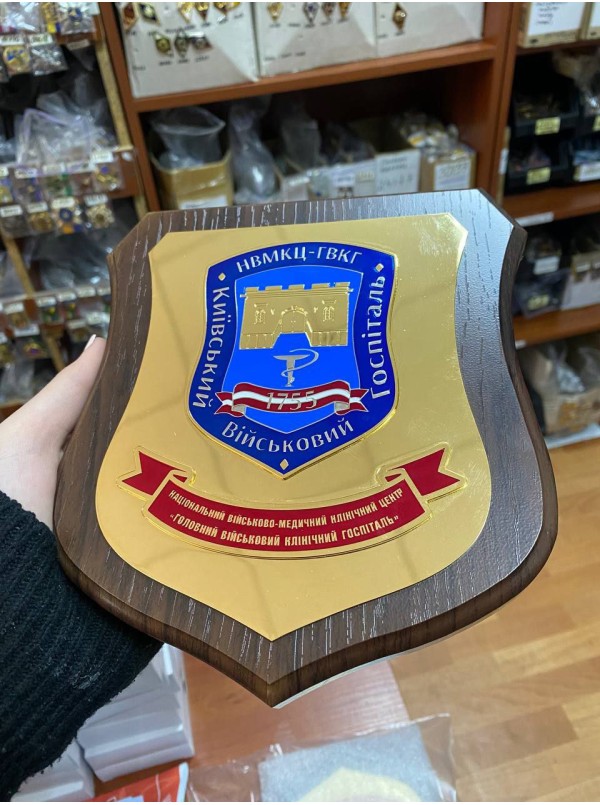 НВМКЦ-ГВКГ
Київський
Військовий
Госпіталь
1755
НАЦІОНАЛЬНИЙ ВІЙСЬКОВО-МЕДИЧНИЙ КЛІНІЧНИЙ ЦЕНТР
"ГОЛОВНИЙ ВІЙСЬКОВИЙ КЛІНІЧНИЙ ГОСПІТАЛЬ"